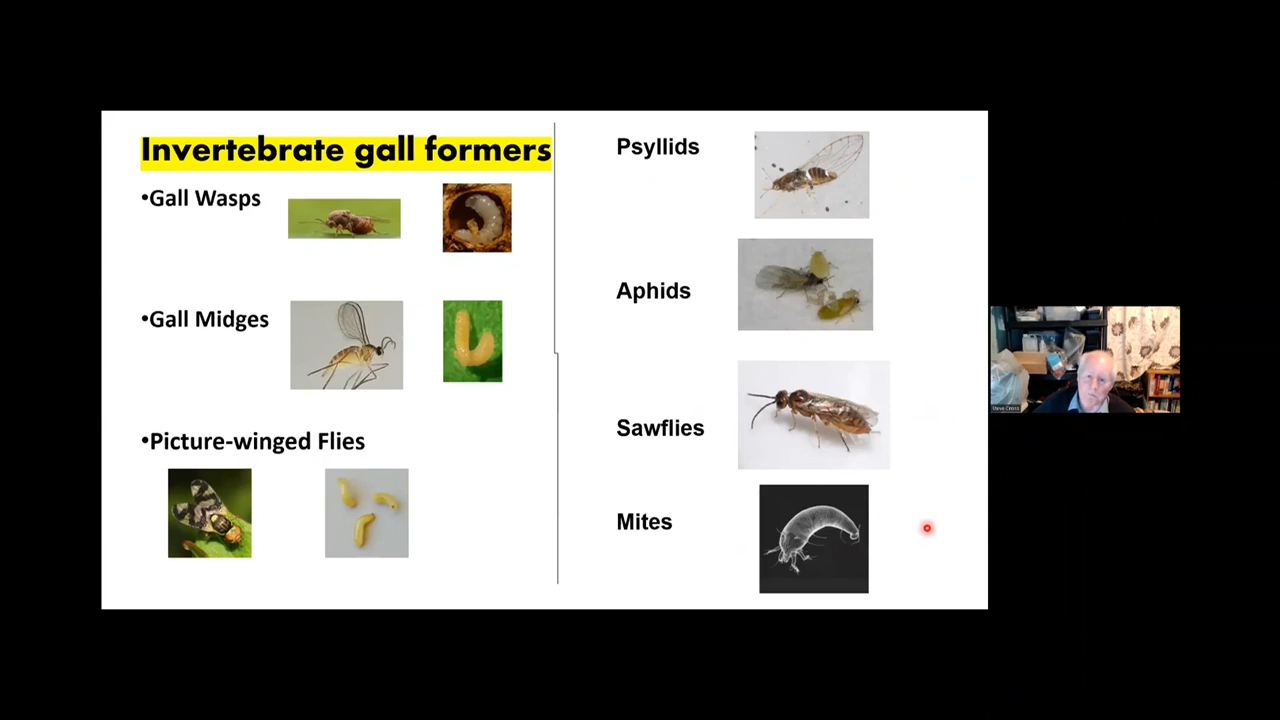 Invertebrate gall formers
•Gall Wasps
•Gall Midges
•Picture-winged Flies
Psyllids
Aphids
Sawflies
Mites